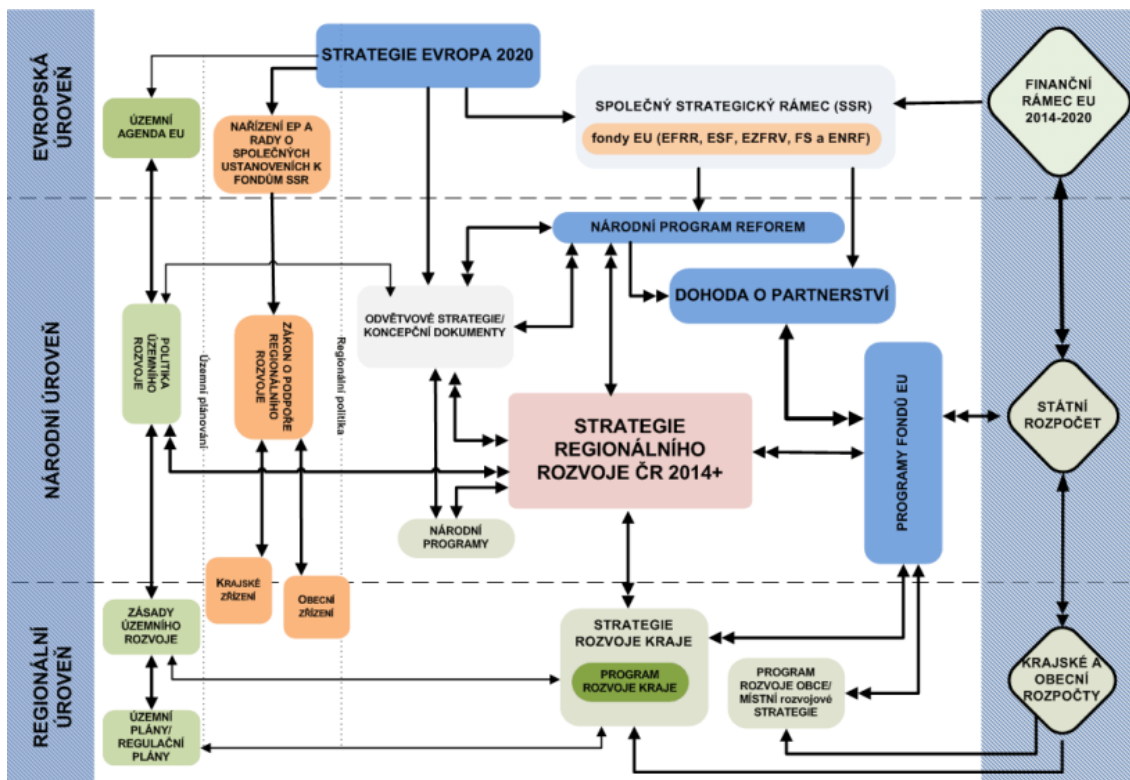 EVROPSKÁ
ÚROVEŇ
STRATEGIE EVROPA 2020
ÚZEMNÍ
AGENDA EU
NAŘÍZENÍ EP A
RADY O
SPOLEČNÝCH
USTANOVENÍCH K
FONDŮM SSR
SPOLEČNÝ STRATEGICKÝ RÁMEC (SSR)
fondy EU (EFRR, ESF, EZFRV, FS a ENRF)
FINANČNÍ
RÁMEC EU
2014-2020
NÁRODNÍ ÚROVEŇ
NÁRODNÍ PROGRAM REFOREM
DOHODA O PARTNERSTVÍ
ODVĚTVOVÉ STRATEGIE/
KONCEPČNÍ DOKUMENTY
POLITIKA
ÚZEMNÍHO
ROZVOJE
Územní plánování
ZÁKON O PODPOŘE
REGIONÁLNÍHO
ROZVOJE
Regionální politika
STRATEGIE
REGIONÁLNÍHO
ROZVOJE ČR 2014+
PROGRAMY FONDŮ EU
STÁTNÍ
ROZPOČET
NÁRODNÍ
PROGRAMY
KRAJSKÉ
ZŘÍZENÍ
OBECNÍ
ZŘÍZENÍ
REGIONÁLNÍ
ÚROVEŇ
ZÁSADY
ÚZEMNÍHO
ROZVOJE
STRATEGIE
ROZVOJE KRAJE
PROGRAM
ROZVOJE KRAJE
PROGRAM
ROZVOJE OBCE/
MÍSTNÍ rozvojové
STRATEGIE
KRAJSKÉ A
OBECNÍ
ROZPOČTY
ÚZEMNÍ
PLÁNY/
REGULAČNÍ
PLÁNY